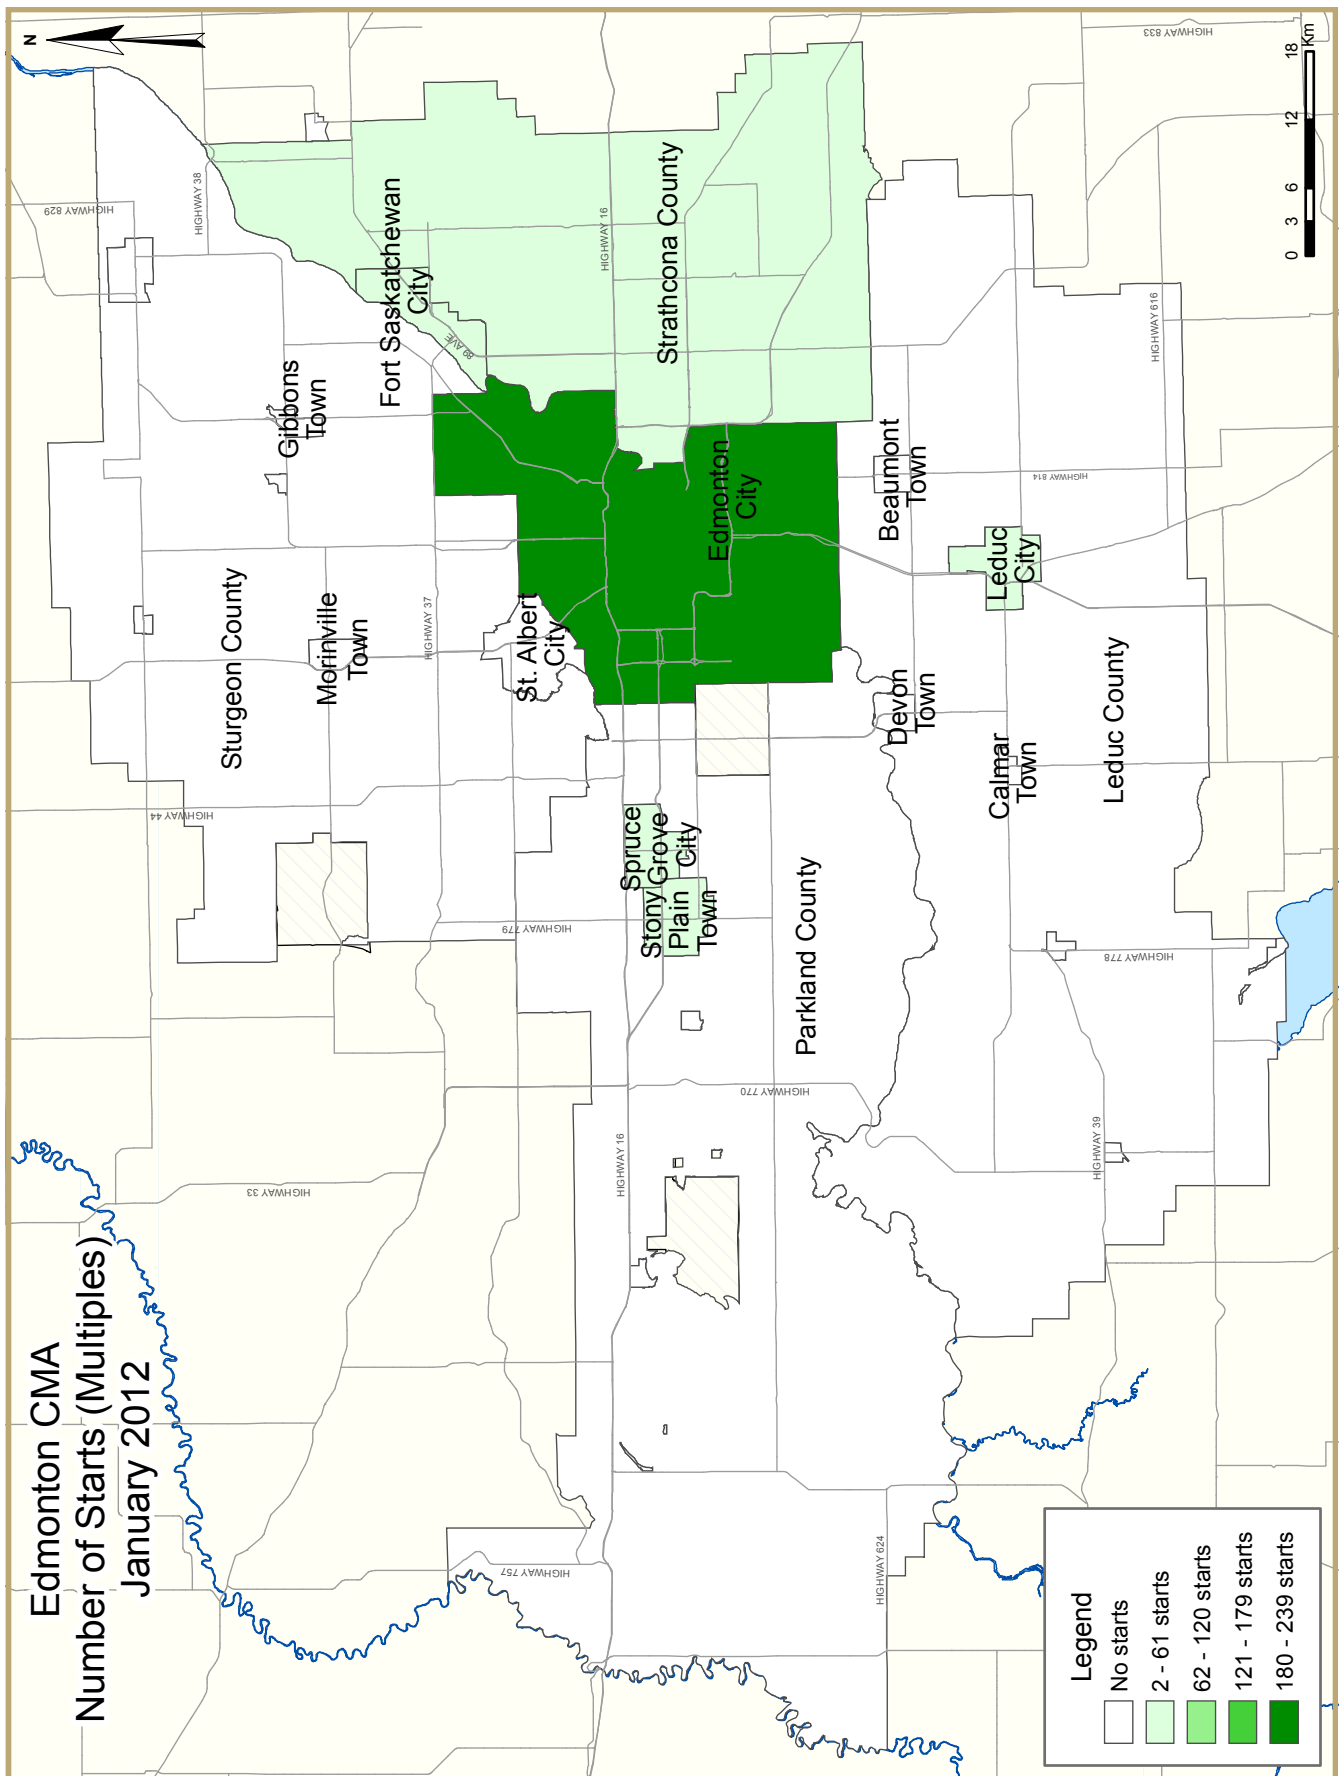 Edmonton CMA
Number of Starts (Multiples)
January 2012
N
HIGHWAY 829
HIGHWAY 38
HIGHWAY 833
HIGHWAY 44
HIGHWAY 33
Gibbons
Town
Sturgeon County
Morinville
Town
HIGHWAY 37
Fort Saskatchewan
City
89 AVE
St. Albert
City
HIGHWAY 779
HIGHWAY 757
HIGHWAY 16
HIGHWAY 16
Strathcona County
Edmonton
City
Spruce
Grove
City
Stony
Plain
Town
HIGHWAY 770
Parkland County
HIGHWAY 624
Beaumont
Town
Devon
Town
Leduc
City
Calmar
Town
HIGHWAY 814
HIGHWAY 616
Leduc County
HIGHWAY 778
HIGHWAY 39
Legend
No starts
2 - 61 starts
62 - 120 starts
121 - 179 starts
180 - 239 starts
0 3 6 12 18
Km